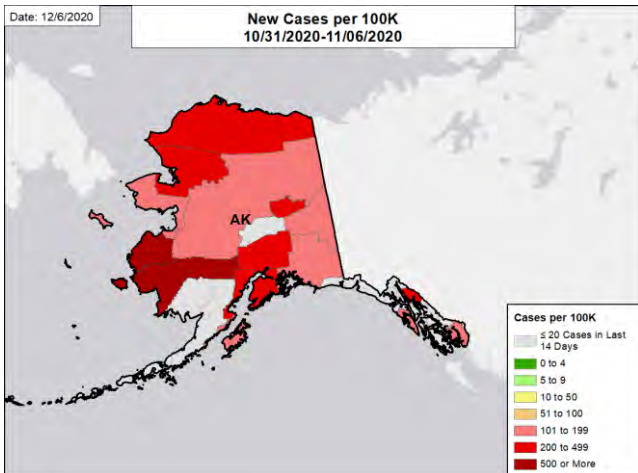 Date: 12/6/2020
New Cases per 100K
10/31/2020-11/06/2020
AK
Cases per 100K
≤ 20 Cases in Last
14 Days
0 to 4
5 to 9
10 to 50
51 to 100
101 to 199
200 to 499
500 or More